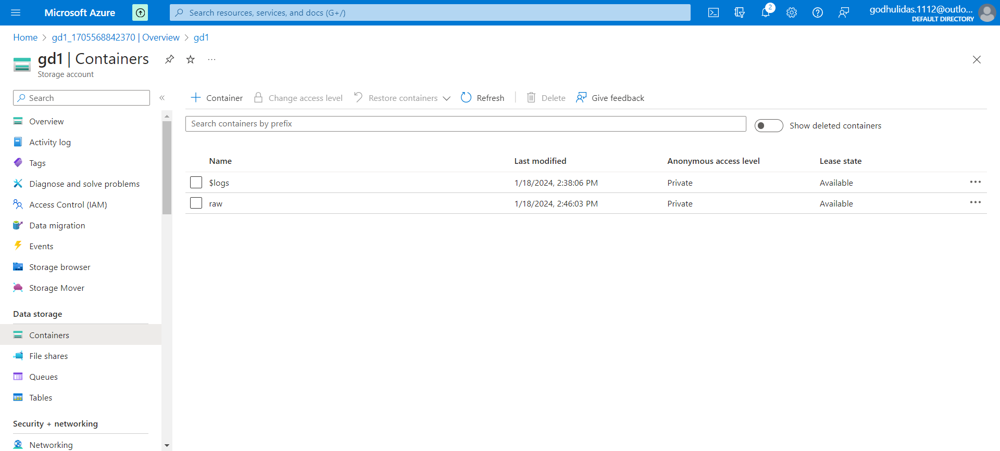 Microsoft Azure
Search resources, services, and docs (G+/)
2
godhulidas.1112@outlo...
DEFAULT DIRECTORY
Home > gd1_1705568842370 | Overview > gd1
gd1 | Containers
Storage account
Search
«
Container
Change access level
Restore containers
Refresh
Delete
Give feedback
Search containers by prefix
Show deleted containers
Overview
Activity log
Tags
Diagnose and solve problems
Access Control (IAM)
Data migration
Events
Storage browser
Storage Mover
Data storage
Containers
File shares
Queues
Tables
Security + networking
Networking
Name Last modified Anonymous access level Lease state
$logs 1/18/2024, 2:38:06 PM Private Available
raw 1/18/2024, 2:46:03 PM Private Available